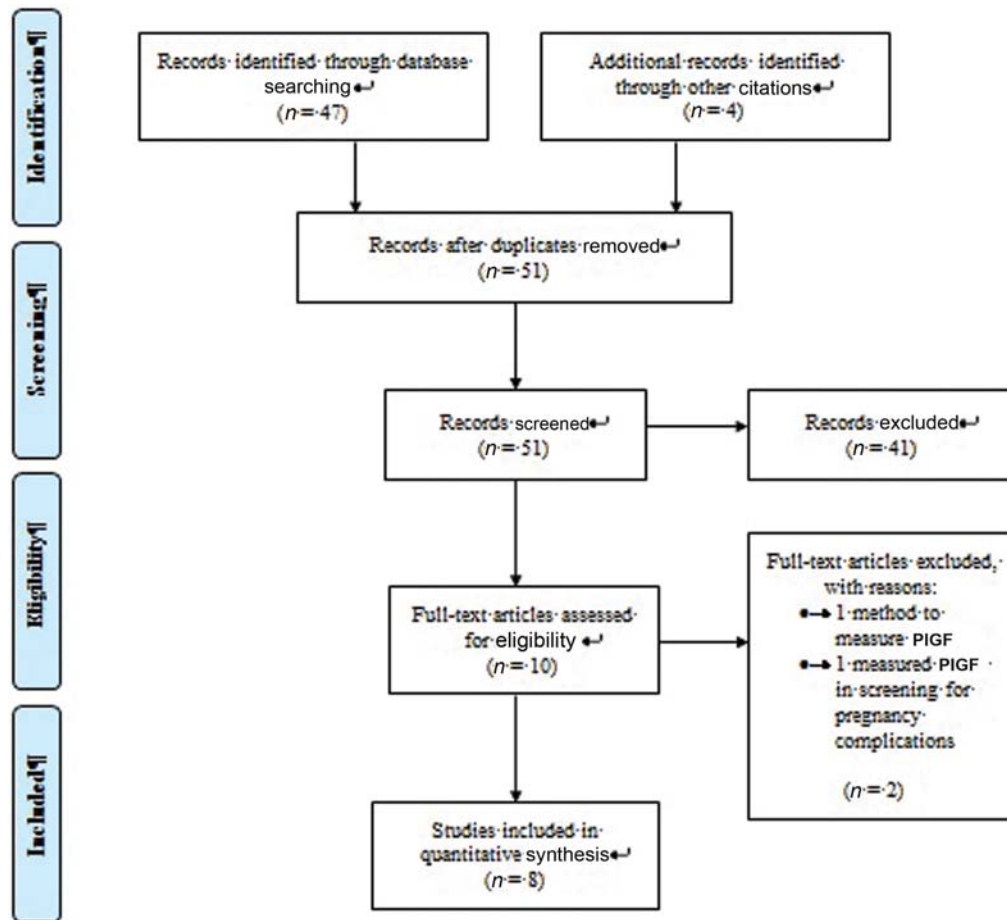 Identification¶
Records·identified·through·database·
searching↵
(n·=·47)
Additional·records·identified·
through·other·citations↵
(n·=·4)
Records·after·duplicates·removed↵
(n·=·51)
Screening¶
Records·screened↵
(n·=·51)
Records·excluded↵
(n·=·41)
Eligibility¶
Full-text·articles·assessed·
for·eligibility·↵
(n·=·10)
Full-text·articles·excluded,·
with·reasons:
●→1·method·to·
measure·PlGF
●→1·measured·PlGF·
in·screening·for·
pregnancy·
complications
(n·=·2)
Included¶
Studies·included·in·
quantitative·synthesis↵
(n·=·8)